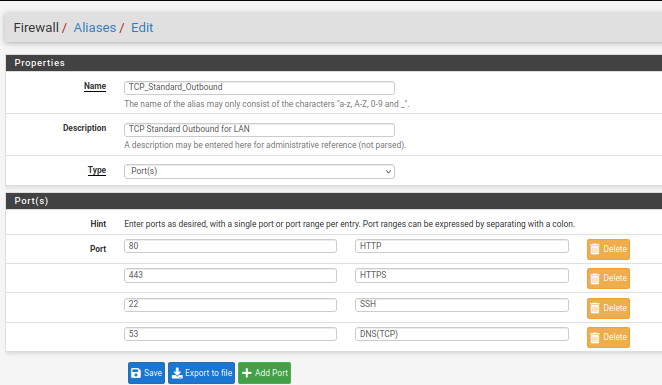 Firewall / Aliases / Edit
Properties
Name TCP_Standard_Outbound
The name of the alias may only consist of the characters "a-z, A-Z, 0-9 and _".
Description TCP Standard Outbound for LAN
A description may be entered here for administrative reference (not parsed).
Type Port(s)
Port(s)
Hint Enter ports as desired, with a single port or port range per entry. Port ranges can be expressed by separating with a colon.
Port 80 HTTP Delete
443 HTTPS Delete
22 SSH Delete
53 DNS(TCP) Delete
Save Export to file Add Port